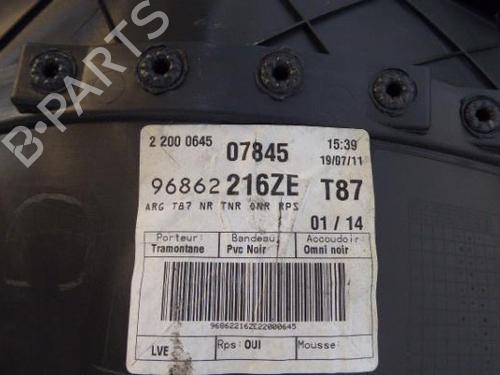 B-PARTS
2 200 0645 07845 15:39
19/07/11
96862 216ZE T87
ARG T87 NR TNR ONR RPS
01 / 14
Porteur: Bandeau: Accoudoir:
Tramontane Pvc Noir Omni noir
96862216ZE22000645
LVE Rps: OUI Mousse: